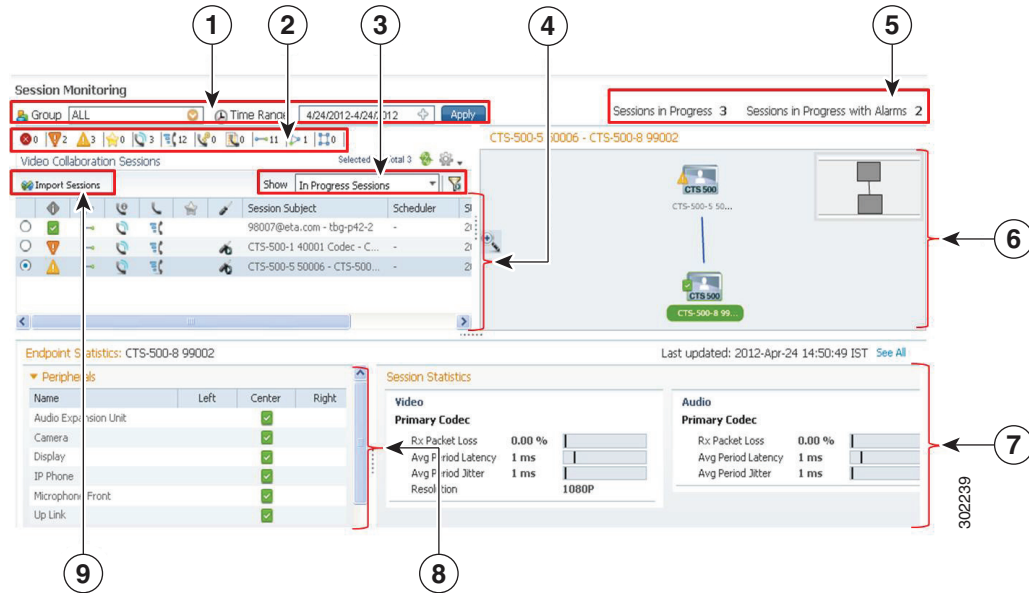 1 2 3 4 5
Session Monitoring
Group ALL Time Range 4/24/2012-4/24/2012 Apply
Sessions in Progress 3 Sessions in Progress with Alarms 2
0 2 3 0 3 12 0 0 11 1 0
CTS-500-5 50006 - CTS-500-8 99002
Video Collaboration Sessions Selected Total 3
Import Sessions Show In Progress Sessions
Session Subject Scheduler
98007@eta.com - tbg-p42-2 -
CTS-500-1 40001 Codec - C... -
CTS-500-5 50006 - CTS-500... -
CTS 500
CTS-500-5 50...
CTS 500
CTS-500-8 99...
6
Endpoint Statistics: CTS-500-8 99002 Last updated: 2012-Apr-24 14:50:49 IST See All
Peripherals
Name Left Center Right
Audio Expansion Unit
Camera
Display
IP Phone
Microphone Front
Up Link
Session Statistics
Video
Primary Codec
Rx Packet Loss 0.00 %
Avg Period Latency 1 ms
Avg Period Jitter 1 ms
Resolution 1080P
Audio
Primary Codec
Rx Packet Loss 0.00 %
Avg Period Latency 1 ms
Avg Period Jitter 1 ms
7
302239
9 8